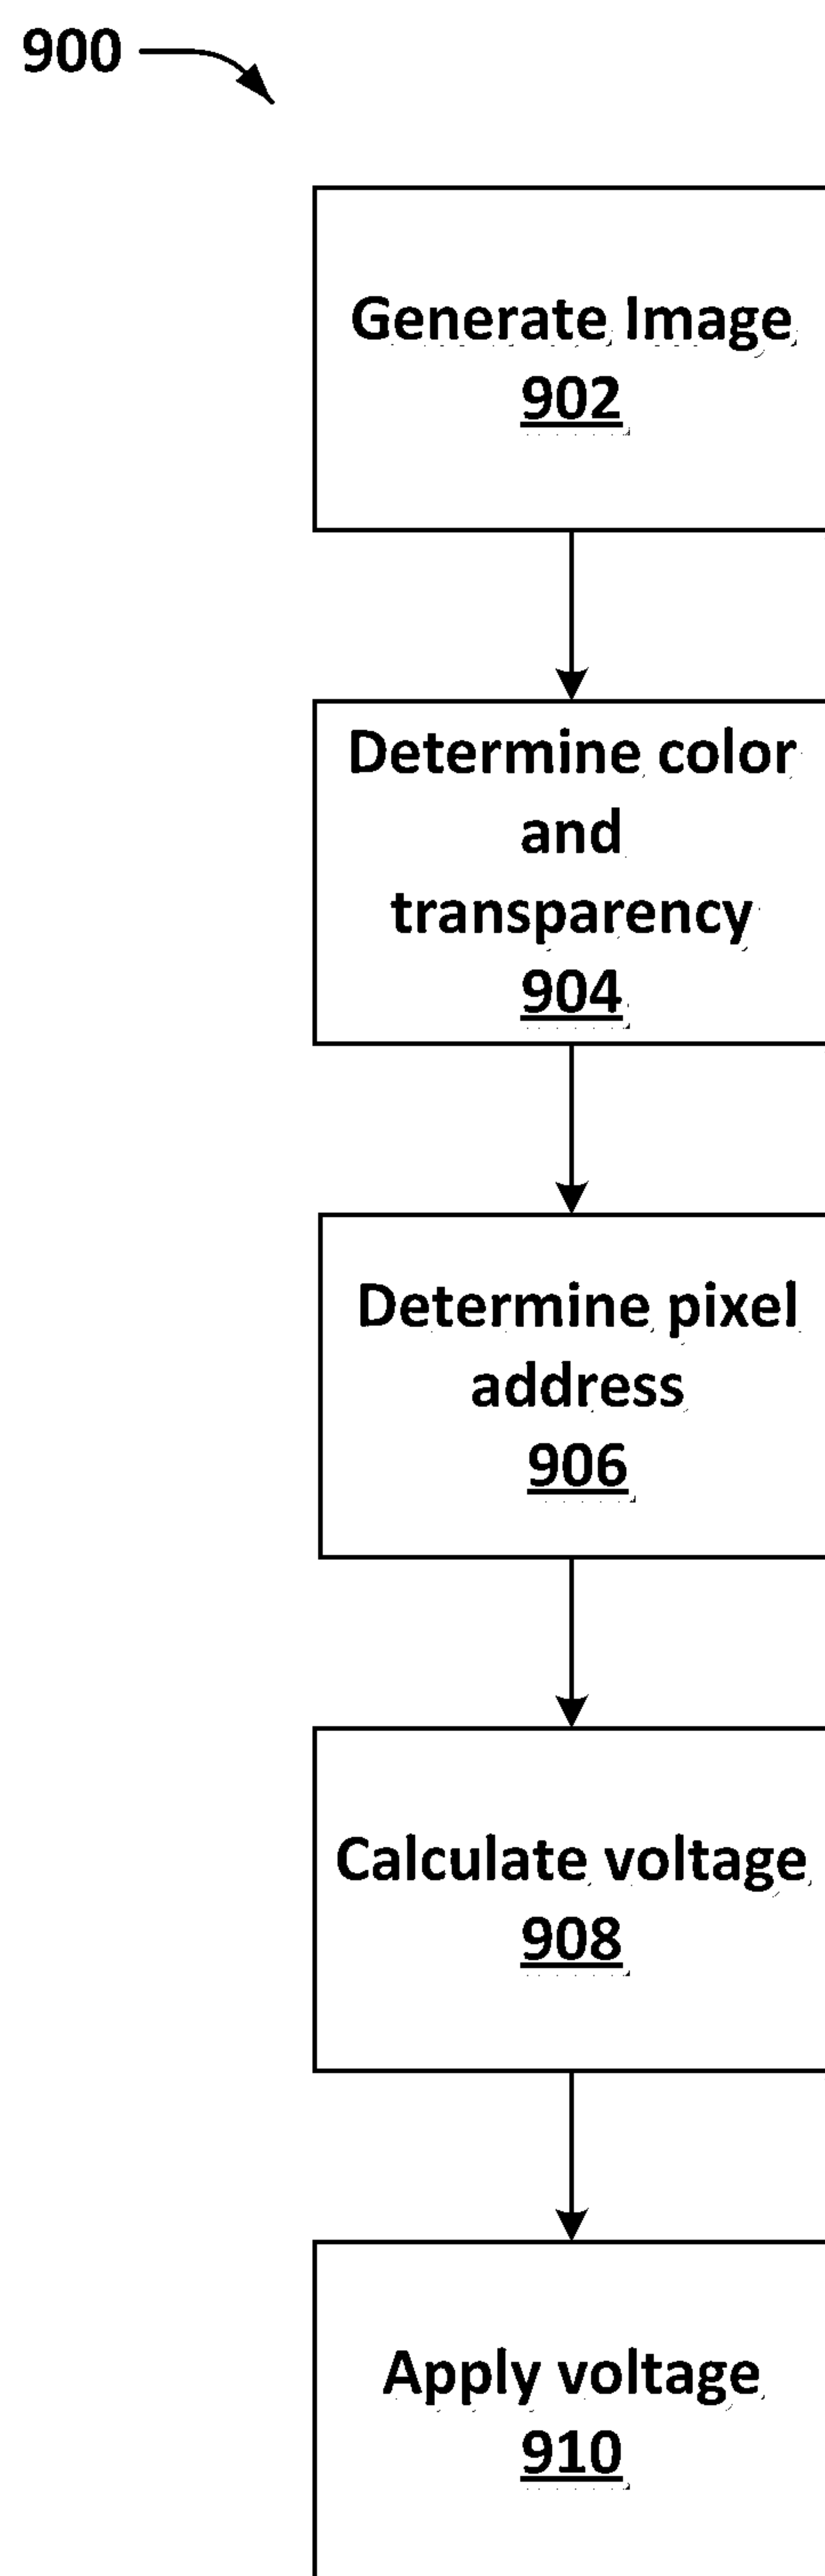 900
Generate Image
902
Determine color
and
transparency
904
Determine pixel
address
906
Calculate voltage
908
Apply voltage
910